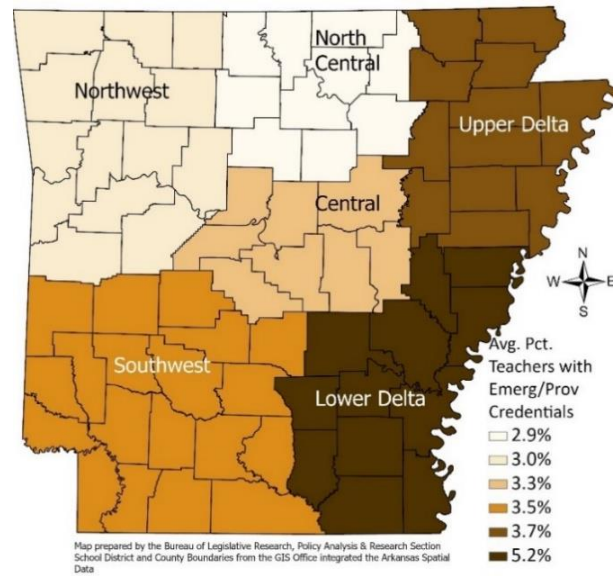 North
Central
Northwest
Upper Delta
Central
N
W E
S
Southwest
Lower Delta
Avg. Pct.
Teachers with
Emerg/Prov
Credentials
2.9%
3.0%
3.3%
3.5%
3.7%
5.2%
Map prepared by the Bureau of Legislative Research, Policy Analysis & Research Section
School District and County Boundaries from the GIS Office integrated the Arkansas Spatial
Data